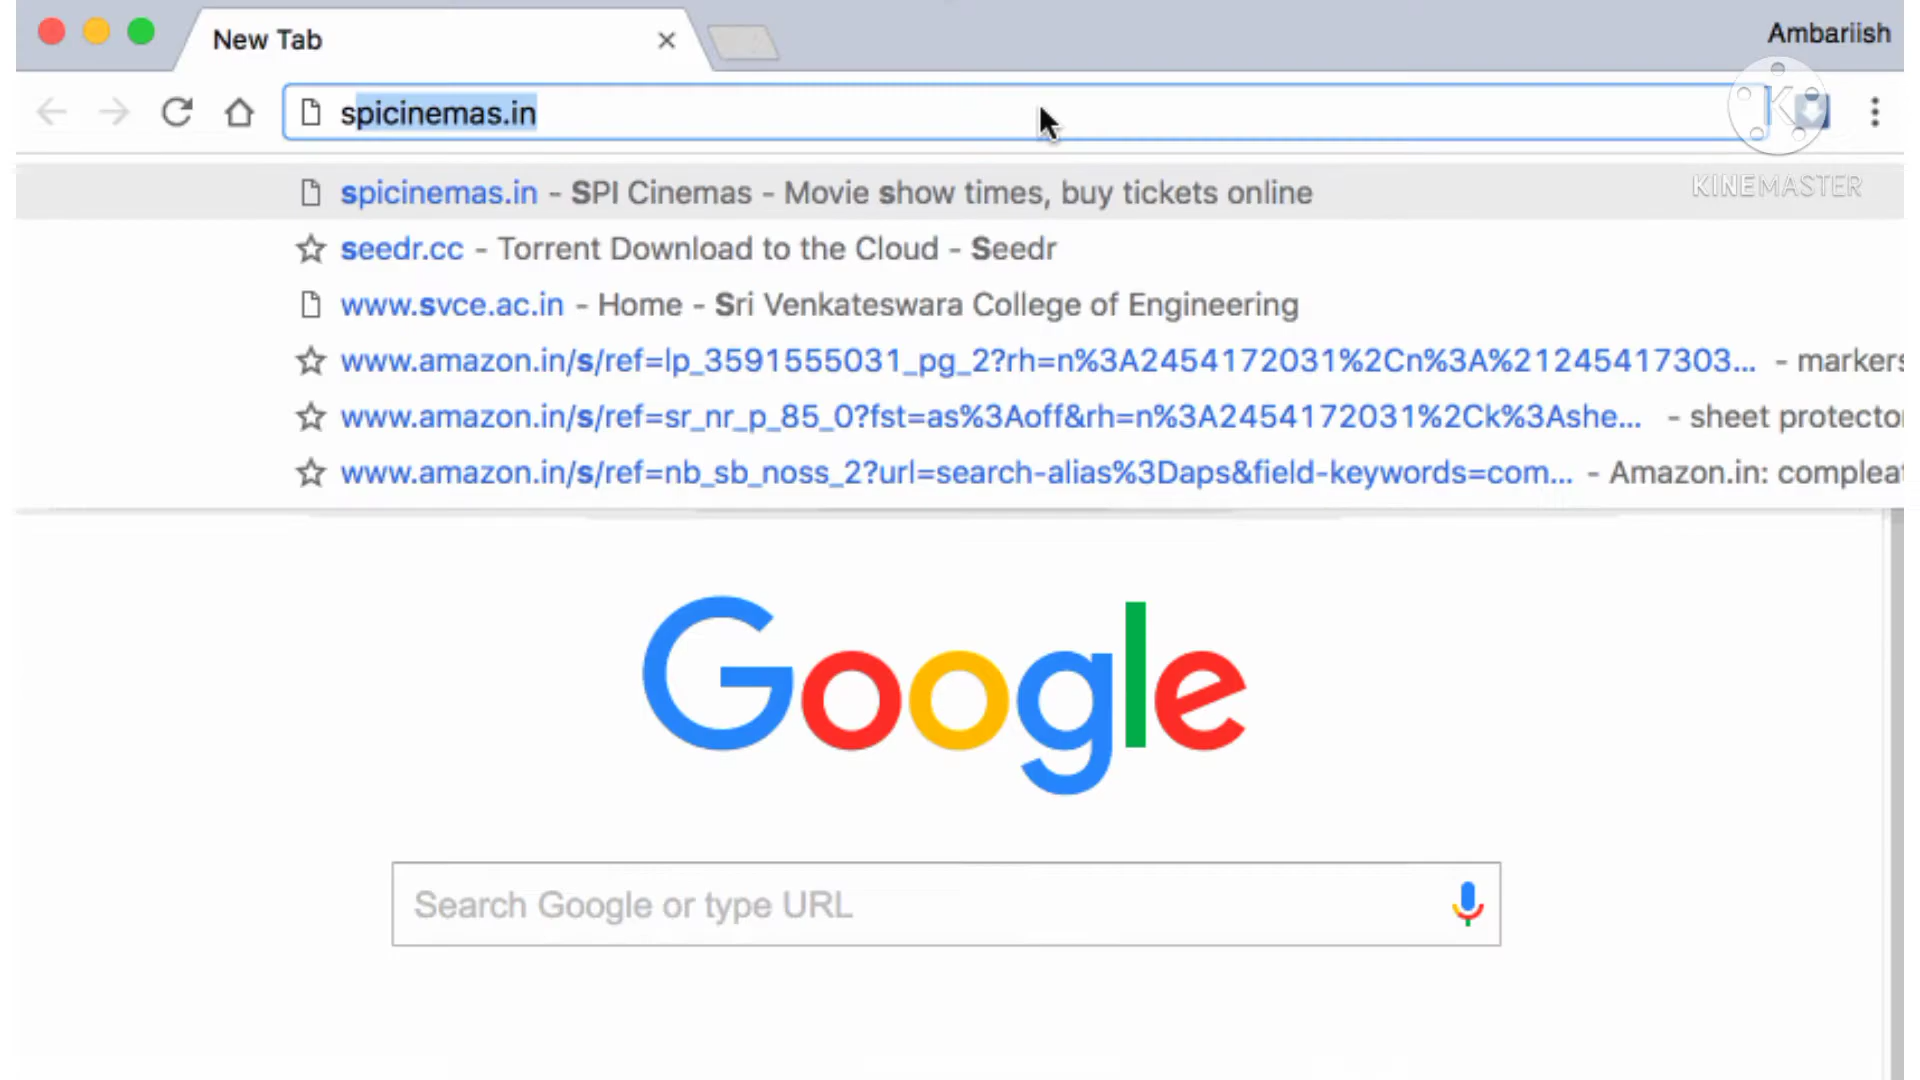 New Tab
Ambariish
spicinemas.in
KINEMASTER
spicinemas.in - SPI Cinemas - Movie show times, buy tickets online
seedr.cc - Torrent Download to the Cloud - Seedr
www.svce.ac.in - Home - Sri Venkateswara College of Engineering
www.amazon.in/s/ref=lp_3591555031_pg_2?rh=n%3A2454172031%2Cn%3A%21245417303... - markers
www.amazon.in/s/ref=sr_nr_p_85_0?fst=as%3Aoff&rh=n%3A2454172031%2Ck%3Ashe... - sheet protecto
www.amazon.in/s/ref=nb_sb_noss_2?url=search-alias%3Daps&field-keywords=com... - Amazon.in: complea
Google
Search Google or type URL